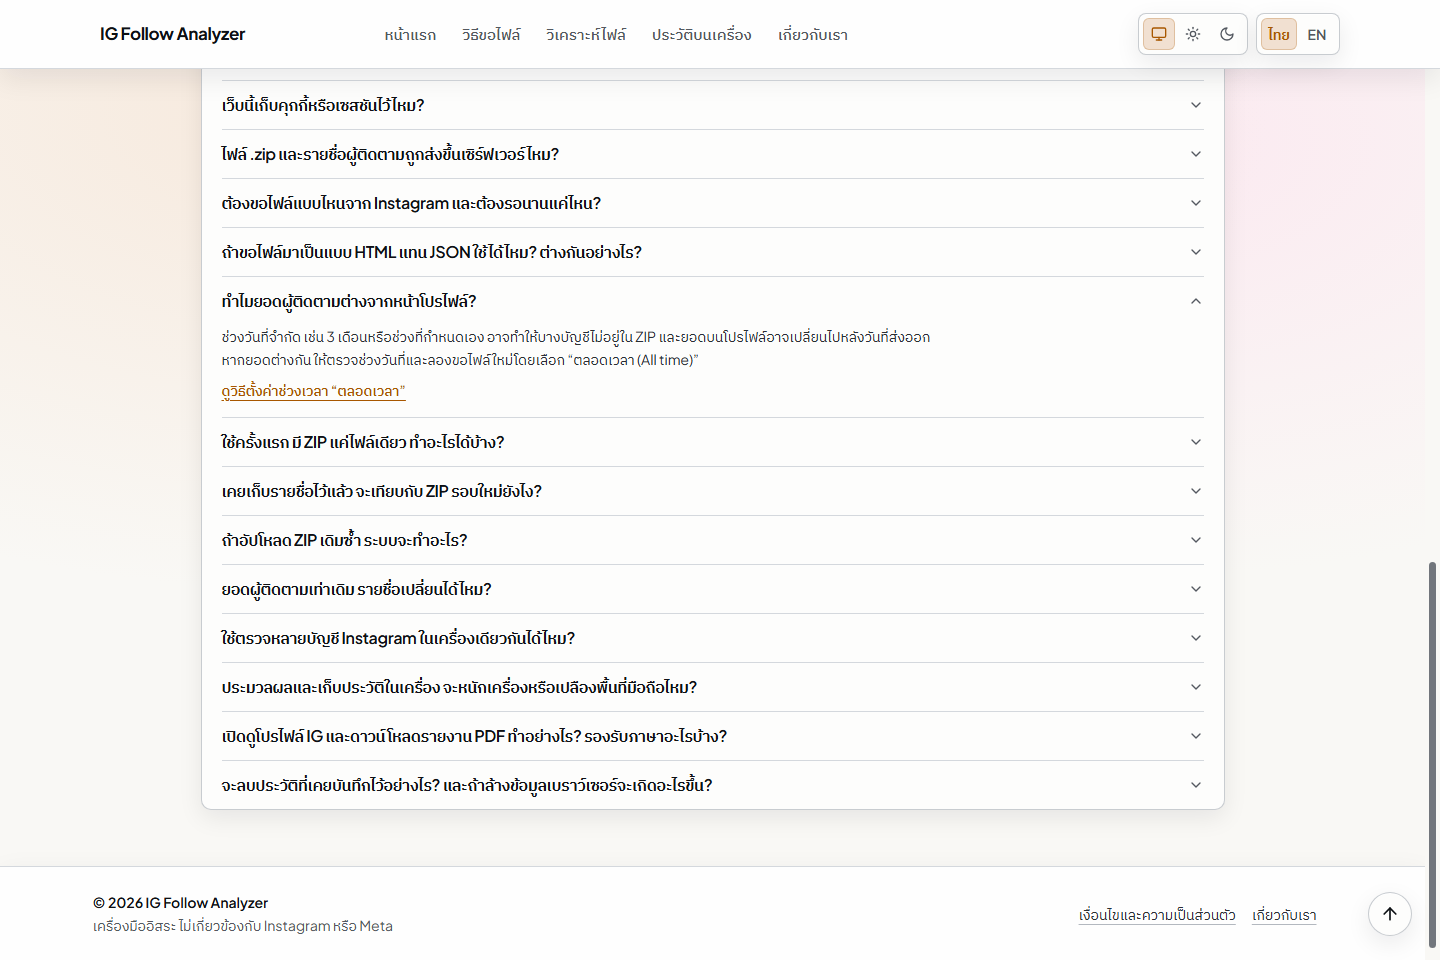 IG Follow Analyzer
หน้าแรก
วิธีขอไฟล์
วิเคราะห์ไฟล์
ประวัติบนเครื่อง
เกี่ยวกับเรา
ไทย
EN
เว็บนี้เก็บคุกกี้หรือเซสชันไว้ไหม?
ไฟล์ .zip และรายชื่อผู้ติดตามถูกส่งขึ้นเซิร์ฟเวอร์ไหม?
ต้องขอไฟล์แบบไหนจาก Instagram และต้องรอนานแค่ไหน?
ถ้าขอไฟล์มาเป็นแบบ HTML แทน JSON ใช้ได้ไหม? ต่างกันอย่างไร?
ทำไมยอดผู้ติดตามต่างจากหน้าโปรไฟล์?
ช่วงวันที่จำกัด เช่น 3 เดือนหรือช่วงที่กำหนดเอง อาจทำให้บางบัญชีไม่อยู่ใน ZIP และยอดบนโปรไฟล์อาจเปลี่ยนไปหลังวันที่ส่งออก
หากยอดต่างกัน ให้ตรวจช่วงวันที่และลองขอไฟล์ใหม่โดยเลือก “ตลอดเวลา (All time)”
ดูวิธีตั้งค่าช่วงเวลา “ตลอดเวลา”
ใช้ครั้งแรก มี ZIP แค่ไฟล์เดียว ทำอะไรได้บ้าง?
เคยเก็บรายชื่อไว้แล้ว จะเทียบกับ ZIP รอบใหม่ยังไง?
ถ้าอัปโหลด ZIP เดิมซ้ำ ระบบจะทำอะไร?
ยอดผู้ติดตามเท่าเดิม รายชื่อเปลี่ยนได้ไหม?
ใช้ตรวจหลายบัญชี Instagram ในเครื่องเดียวกันได้ไหม?
ประมวลผลและเก็บประวัติในเครื่อง จะหนักเครื่องหรือเปลืองพื้นที่มือถือไหม?
เปิดดูโปรไฟล์ IG และดาวน์โหลดรายงาน PDF ทำอย่างไร? รองรับภาษาอะไรบ้าง?
จะลบประวัติที่เคยบันทึกไว้อย่างไร? และถ้าล้างข้อมูลเบราว์เซอร์จะเกิดอะไรขึ้น?
© 2026 IG Follow Analyzer
เครื่องมืออิสระ ไม่เกี่ยวข้องกับ Instagram หรือ Meta
เงื่อนไขและความเป็นส่วนตัว
เกี่ยวกับเรา